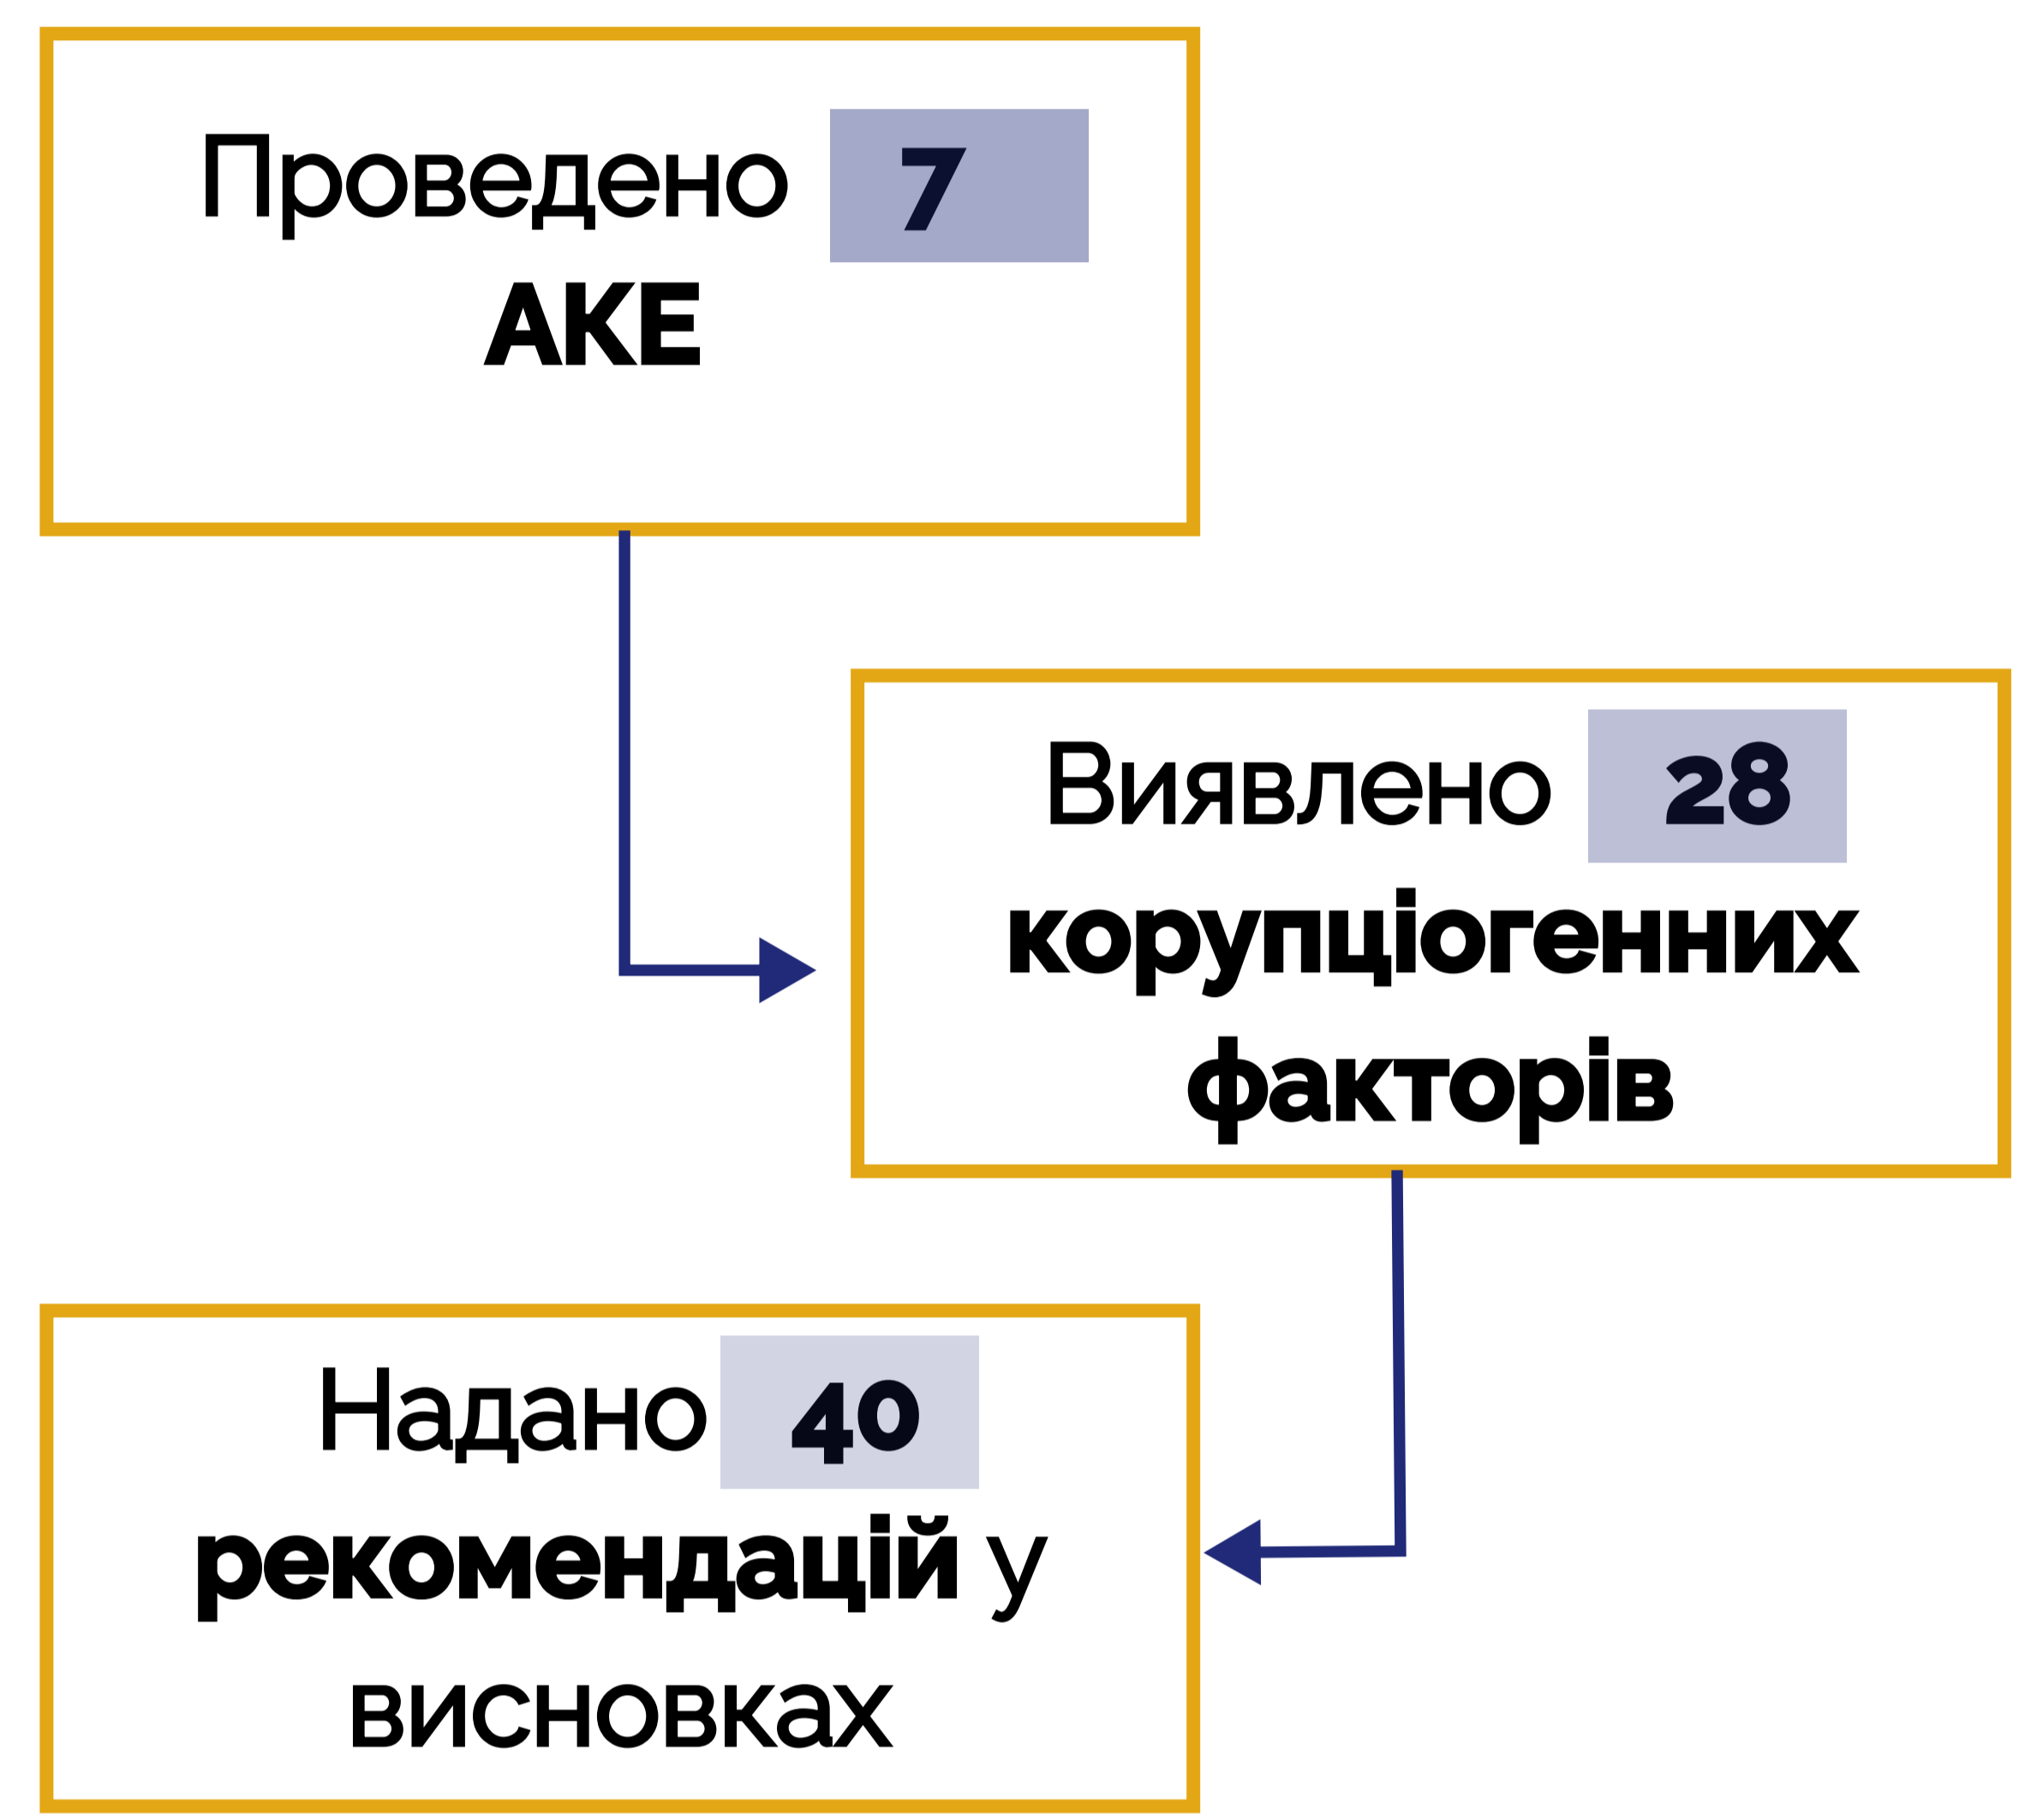 Проведено 7
АКЕ
Виявлено 28
корупціогенних
факторів
Надано 40
рекомендацій у
висновках